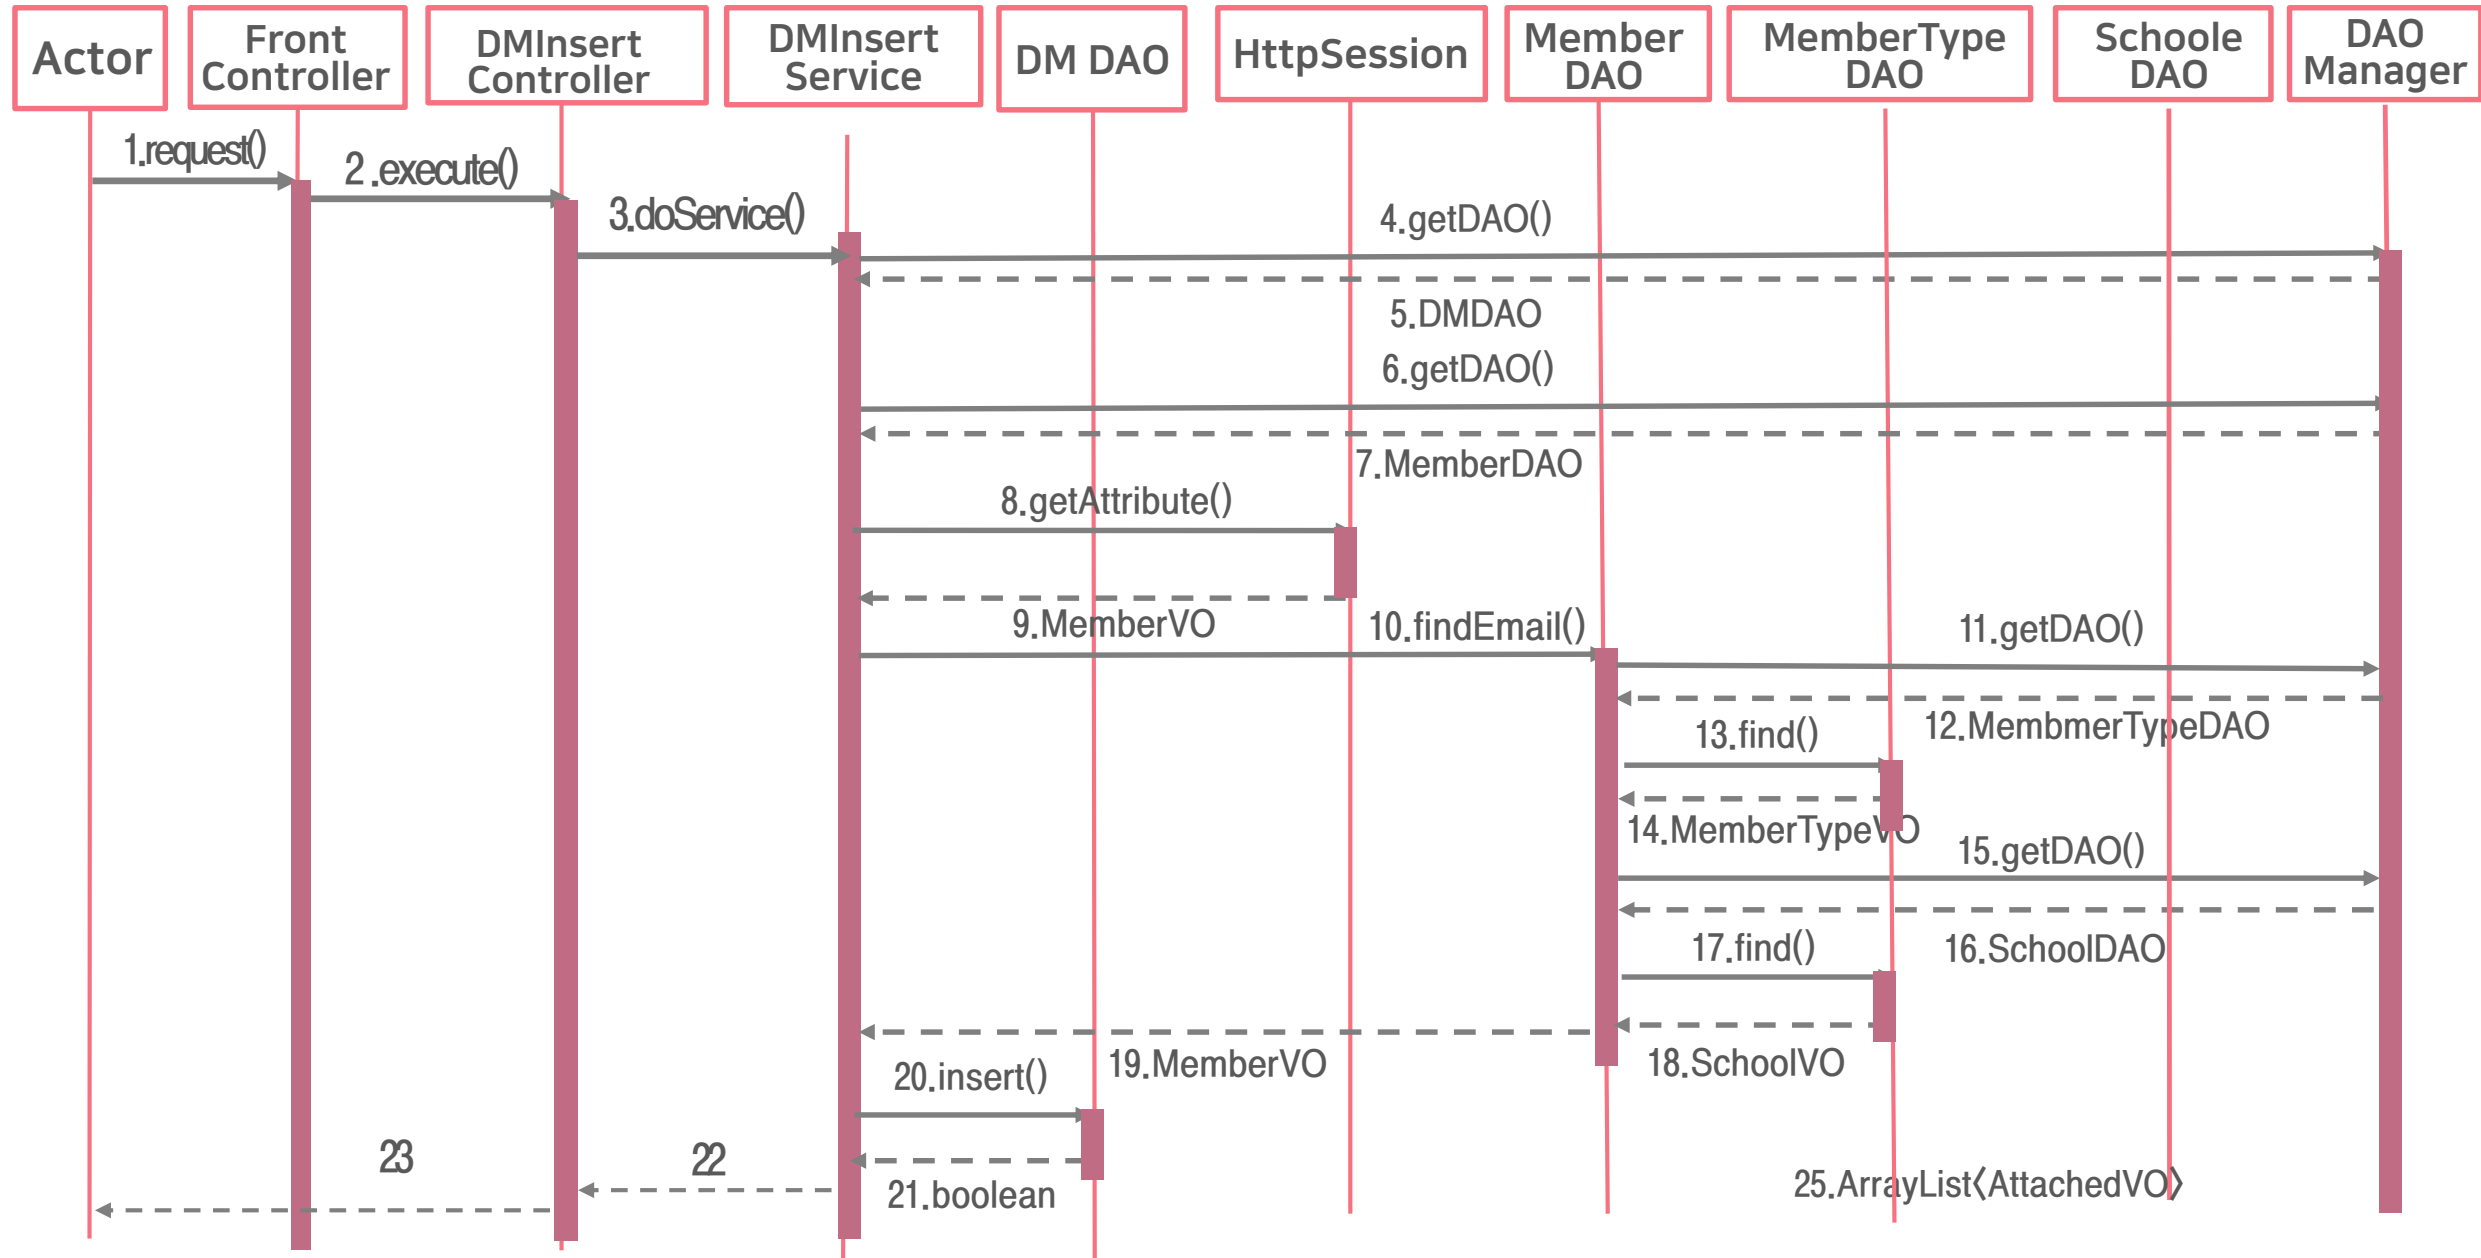 Actor
Front
Controller
DMInsert
Controller
DMInsert
Service
DM DAO
HttpSession
Member
DAO
MemberType
DAO
Schoole
DAO
DAO
Manager
1.request()
2 .execute()
3.doService()
4.getDAO()
5.DMDAO
6.getDAO()
7.MemberDAO
8.getAttribute()
9.MemberVO
10.findEmail()
11.getDAO()
12.MembmerTypeDAO
13.find()
14.MemberTypeVO
15.getDAO()
16.SchoolDAO
17.find()
18.SchoolVO
19.MemberVO
20.insert()
21.boolean
22
23
25.ArrayList〈AttachedVO〉